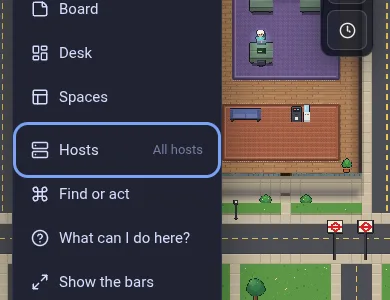 Board
Desk
Spaces
Hosts All hosts
Find or act
What can I do here?
Show the bars